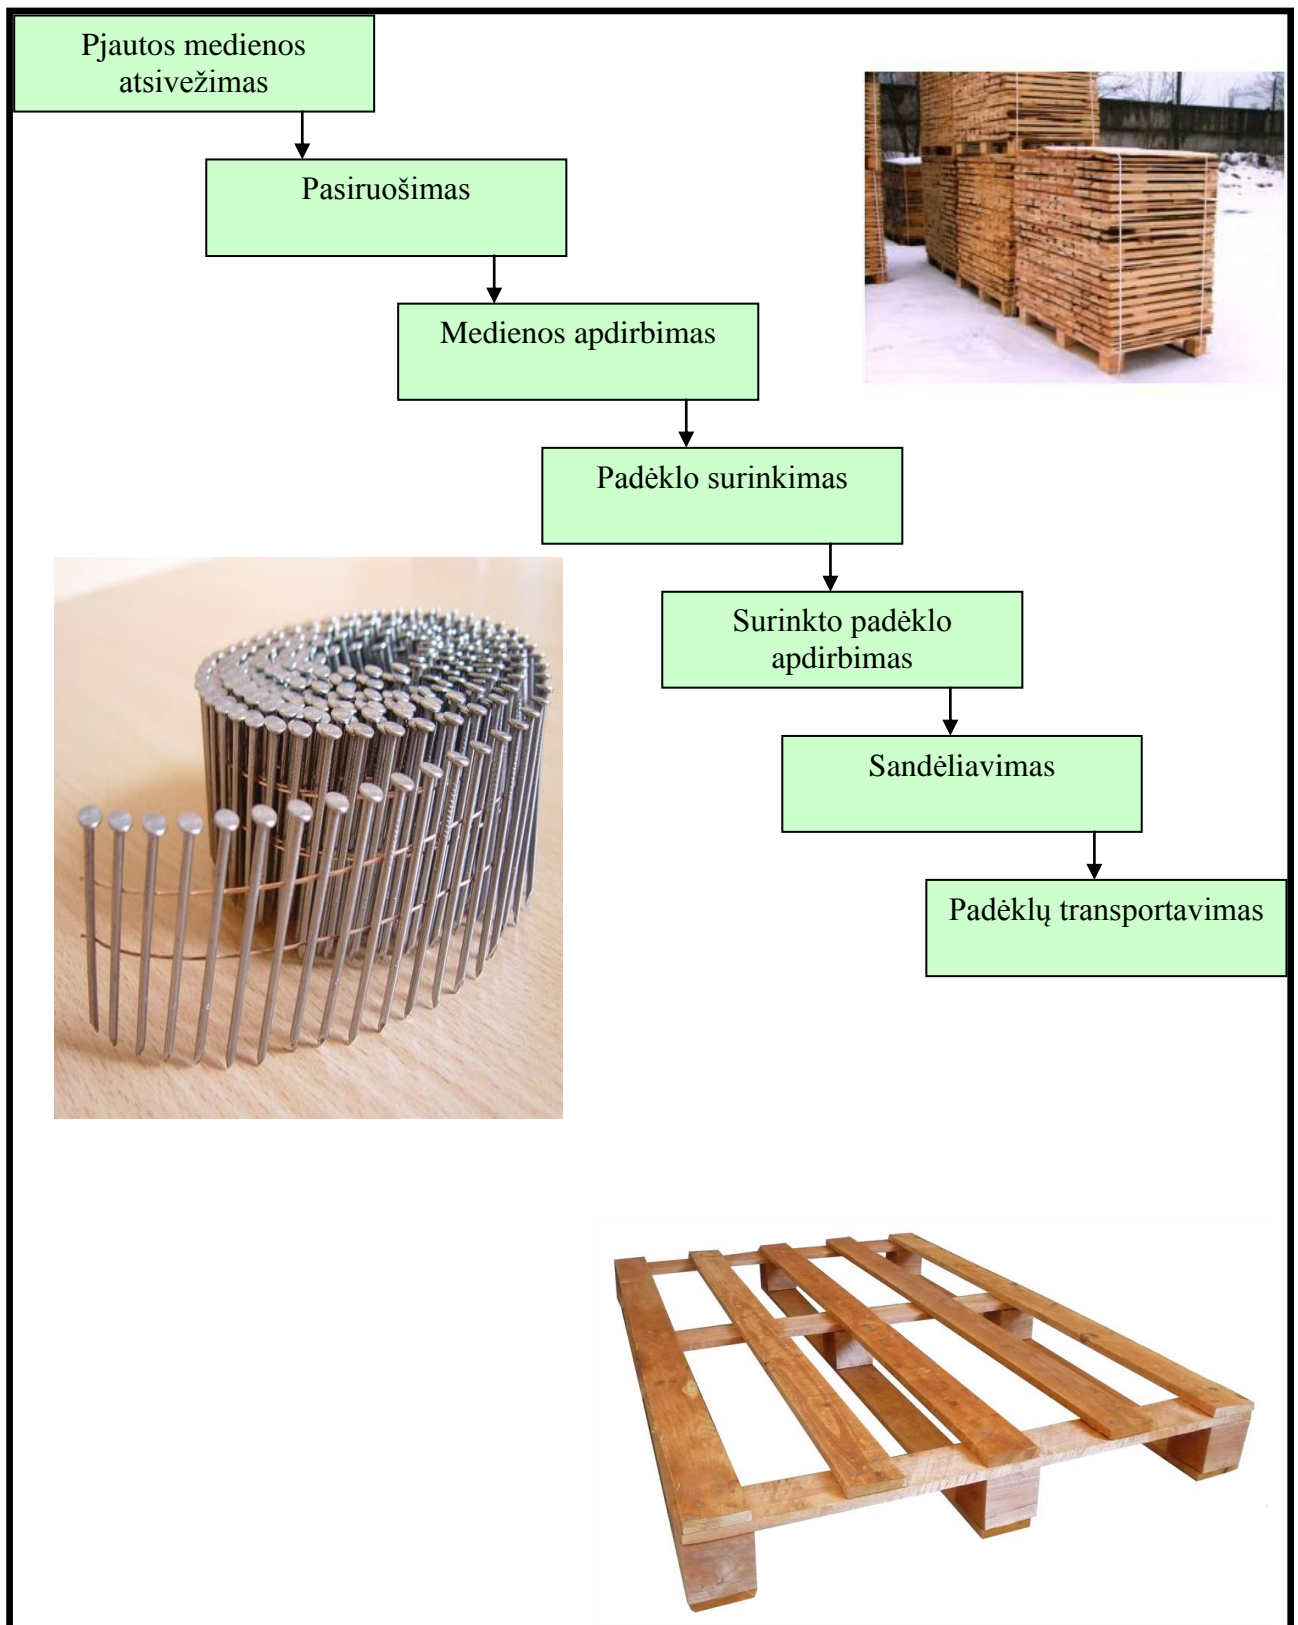 Pjautos medienos
atsivežimas
Pasiruošimas
Medienos apdirbimas
Padėklo surinkimas
Surinkto padėklo
apdirbimas
Sandėliavimas
Padėklų transportavimas